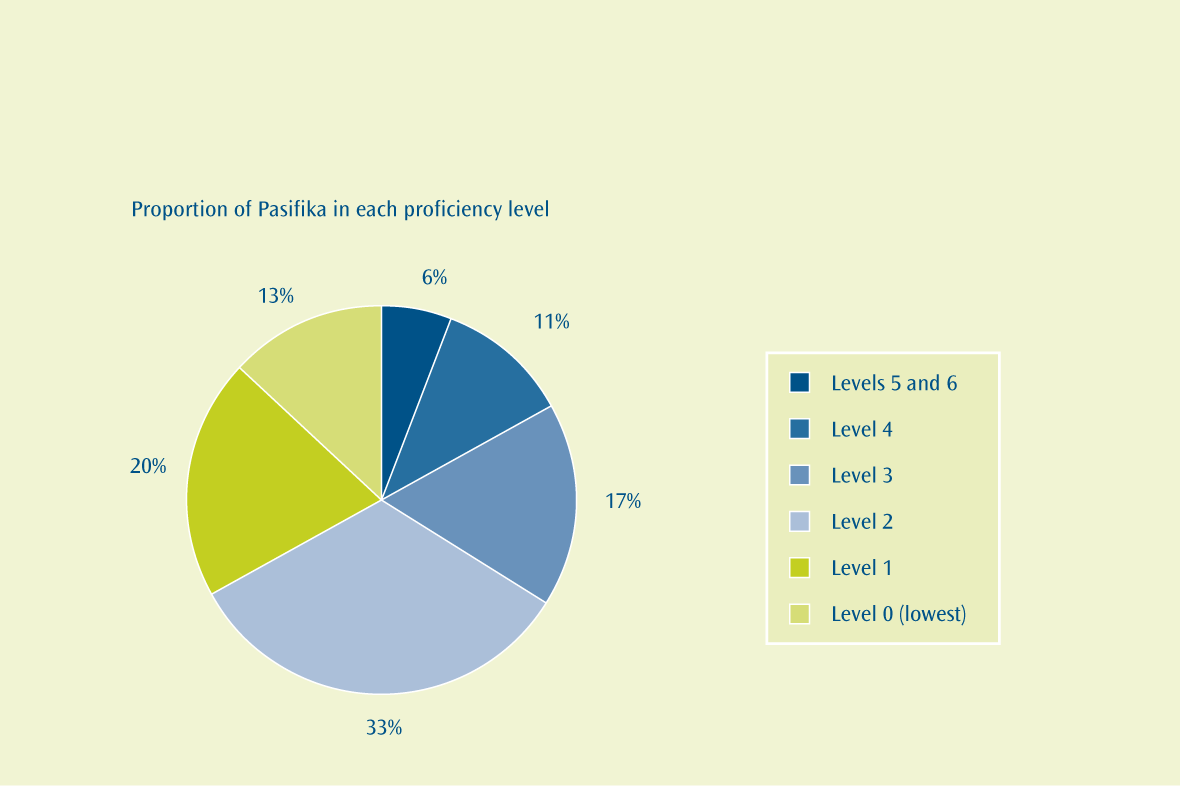 Proportion of Pasifika in each proficiency level
6%
13%
11%
20%
17%
33%
Levels 5 and 6
Level 4
Level 3
Level 2
Level 1
Level 0 (lowest)